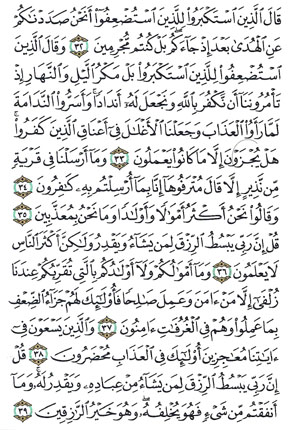 قَالَ ٱلَّذِينَ ٱسْتَكْبَرُوا۟ لِلَّذِينَ ٱسْتُضْعِفُوٓا۟ أَنَحْنُ صَدَدْنَـٰكُمْ
عَنِ ٱلْهُدَىٰ بَعْدَ إِذْ جَآءَكُم بَلْ كُنتُم مُّجْرِمِينَ ٣٢ وَقَالَ ٱلَّذِينَ
ٱسْتُضْعِفُوا۟ لِلَّذِينَ ٱسْتَكْبَرُوا۟ بَلْ مَكْرُ ٱلَّيْلِ وَٱلنَّهَارِ إِذْ
تَأْمُرُونَنَآ أَن نَّكْفُرَ بِٱللَّهِ وَنَجْعَلَ لَهُۥٓ أَندَادًا وَأَسَرُّوا۟ ٱلنَّدَامَةَ
لَمَّا رَأَوُا۟ ٱلْعَذَابَ وَجَعَلْنَا ٱلْأَغْلَـٰلَ فِىٓ أَعْنَاقِ ٱلَّذِينَ كَفَرُوا۟
هَلْ يُجْزَوْنَ إِلَّا مَا كَانُوا۟ يَعْمَلُونَ ٣٣ وَمَآ أَرْسَلْنَا فِى قَرْيَةٍ
مِّن نَّذِيرٍ إِلَّا قَالَ مُتْرَفُوهَآ إِنَّا بِمَآ أُرْسِلْتُم بِهِۦ كَـٰفِرُونَ ٣٤
وَقَالُوا۟ نَحْنُ أَكْثَرُ أَمْوَٰلًا وَأَوْلَـٰدًا وَمَا نَحْنُ بِمُعَذَّبِينَ ٣٥
قُلْ إِنَّ رَبِّى يَبْسُطُ ٱلرِّزْقَ لِمَن يَشَآءُ وَيَقْدِرُ وَلَـٰكِنَّ أَكْثَرَ ٱلنَّاسِ
لَا يَعْلَمُونَ ٣٦ وَمَآ أَمْوَٰلُكُمْ وَلَآ أَوْلَـٰدُكُم بِٱلَّتِى تُقَرِّبُكُمْ عِندَنَا
زُلْفَىٰٓ إِلَّا مَنْ ءَامَنَ وَعَمِلَ صَـٰلِحًا فَأُو۟لَـٰٓئِكَ لَهُمْ جَزَآءُ ٱلضِّعْفِ
بِمَا عَمِلُوا۟ وَهُمْ فِى ٱلْغُرُفَـٰتِ ءَامِنُونَ ٣٧ وَٱلَّذِينَ يَسْعَوْنَ فِىٓ
ءَايَـٰتِنَا مُعَـٰجِزِينَ أُو۟لَـٰٓئِكَ فِى ٱلْعَذَابِ مُحْضَرُونَ ٣٨ قُلْ
إِنَّ رَبِّى يَبْسُطُ ٱلرِّزْقَ لِمَن يَشَآءُ مِنْ عِبَادِهِۦ وَيَقْدِرُ لَهُۥ وَمَآ
أَنفَقْتُم مِّن شَىْءٍ فَهُوَ يُخْلِفُهُۥ وَهُوَ خَيْرُ ٱلرَّٰزِقِينَ ٣٩